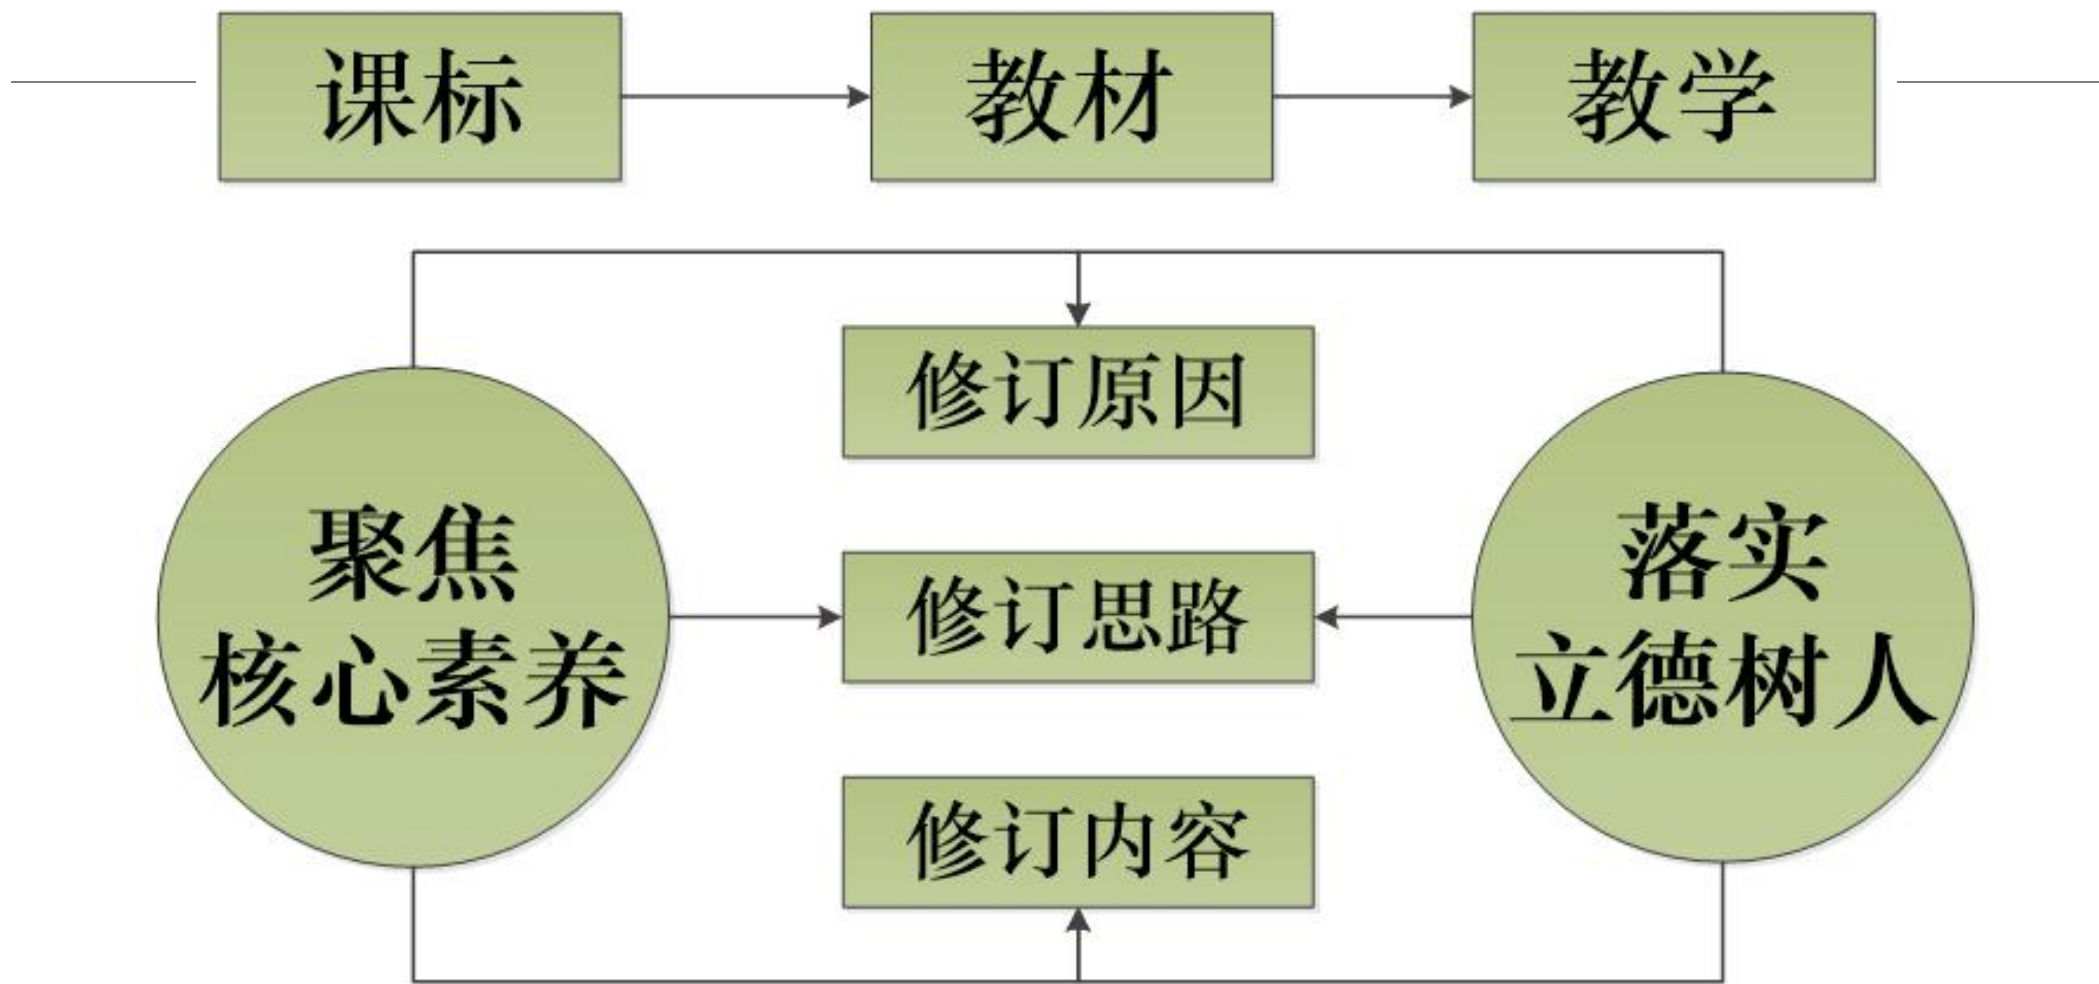 课标
教材
教学
修订原因
聚焦
核心素养
修订思路
落实
立德树人
修订内容